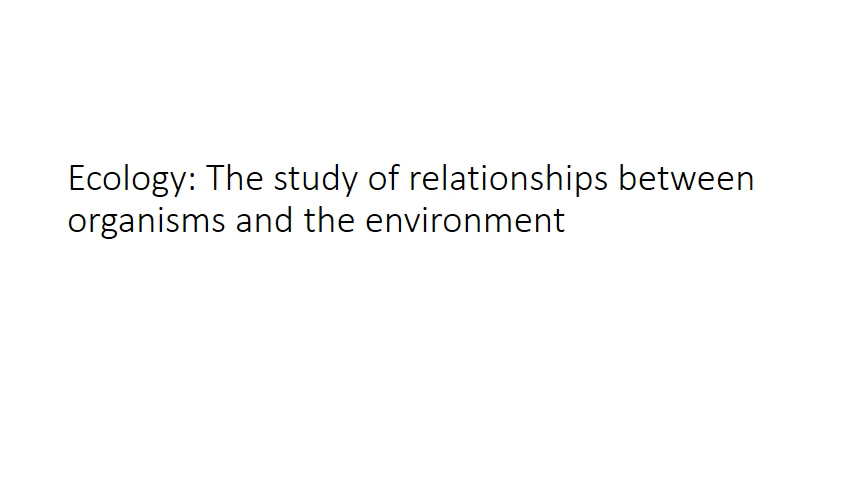 Ecology: The study of relationships between
organisms and the environment